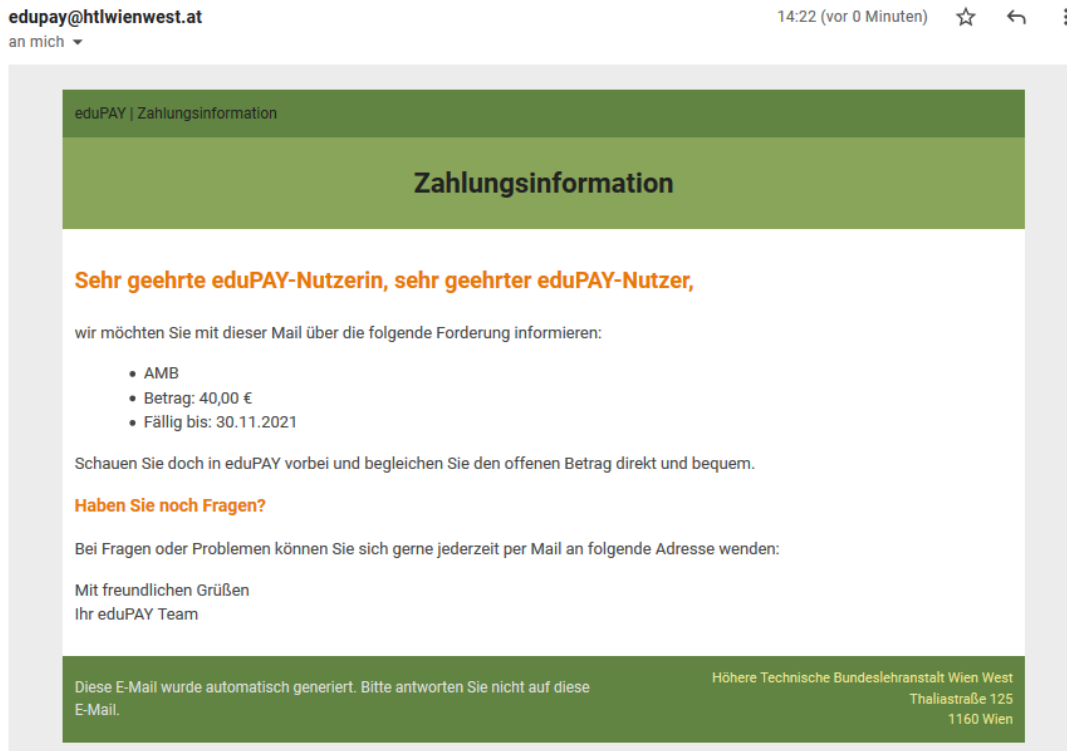 edupay@htlwienwest.at
14:22 (vor 0 Minuten)
an mich
eduPAY | Zahlungsinformation
Zahlungsinformation
Sehr geehrte eduPAY-Nutzerin, sehr geehrter eduPAY-Nutzer,
wir möchten Sie mit dieser Mail über die folgende Forderung informieren:
• AMB
• Betrag: 40,00 €
• Fällig bis: 30.11.2021
Schauen Sie doch in eduPAY vorbei und begleichen Sie den offenen Betrag direkt und bequem.
Haben Sie noch Fragen?
Bei Fragen oder Problemen können Sie sich gerne jederzeit per Mail an folgende Adresse wenden:
Mit freundlichen Grüßen
Ihr eduPAY Team
Diese E-Mail wurde automatisch generiert. Bitte antworten Sie nicht auf diese
E-Mail.
Höhere Technische Bundeslehranstalt Wien West
Thaliastraße 125
1160 Wien